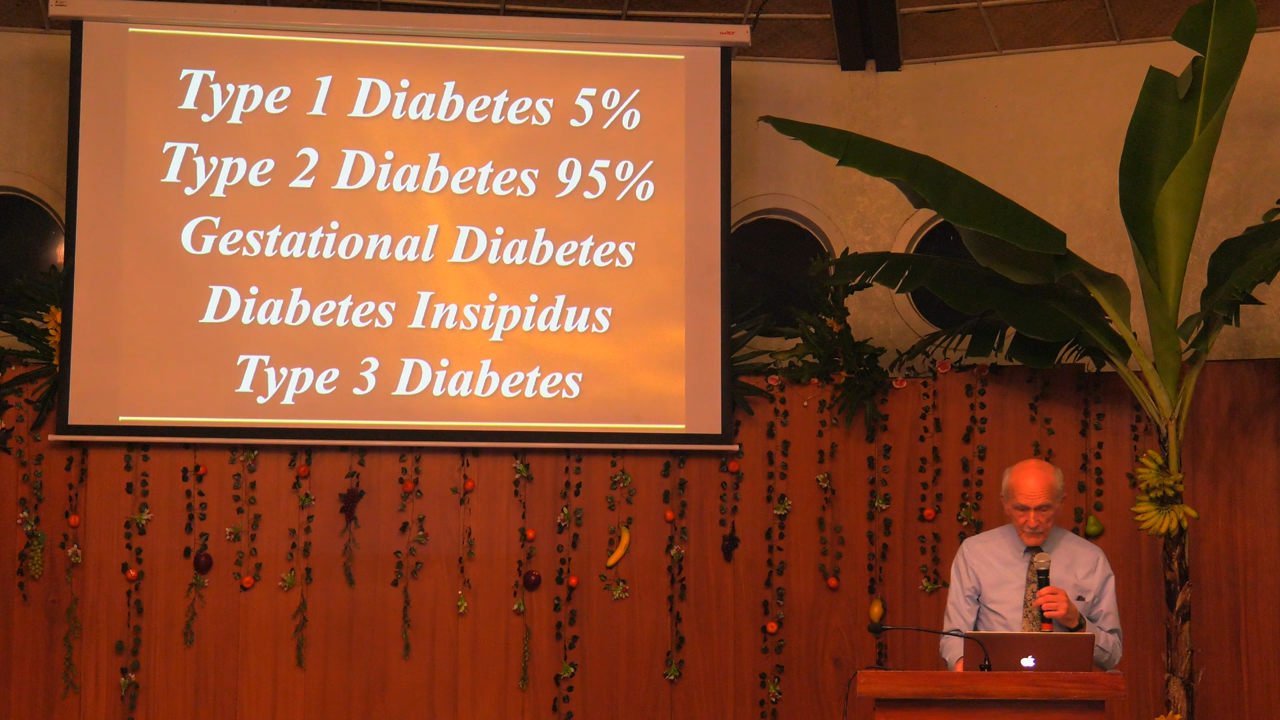 Type 1 Diabetes 5%
Type 2 Diabetes 95%
Gestational Diabetes
Diabetes Insipidus
Type 3 Diabetes